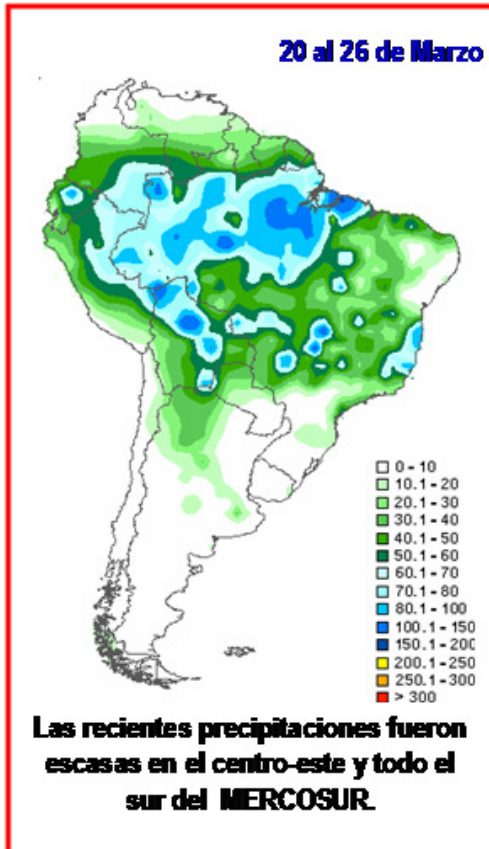 20 al 26 de Marzo
0 - 10
10.1 - 20
20.1 - 30
30.1 - 40
40.1 - 50
50.1 - 60
60.1 - 70
70.1 - 80
80.1 - 100
100.1 - 150
150.1 - 200
200.1 - 250
250.1 - 300
> 300
Las recientes precipitaciones fueron
escasas en el centro-este y todo el
sur del MERCOSUR.